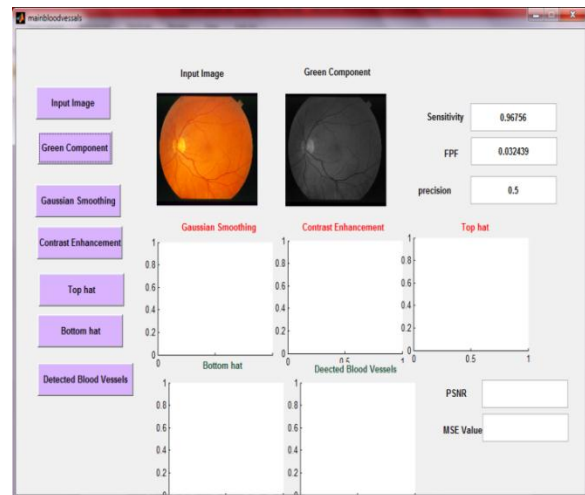 mainbloodvessals
Input Image
Green Component
Input Image
Green Component
Sensitivity
0.96756
FPF
0.032439
precision
0.5
Gaussian Smoothing
Contrast Enhancement
Top hat
Bottom hat
Detected Blood Vessels
Gaussian Smoothing
Contrast Enhancement
Top hat
1
0.8
0.6
0.4
0.2
0
0
1
0.8
0.6
0.4
0.2
0
0
0.5
1
1
0.8
0.6
0.4
0.2
0
0
0.5
1
Bottom hat
Deected Blood Vessels
1
0.8
0.6
0.4
0.2
1
0.8
0.6
0.4
0.2
PSNR
MSE Value